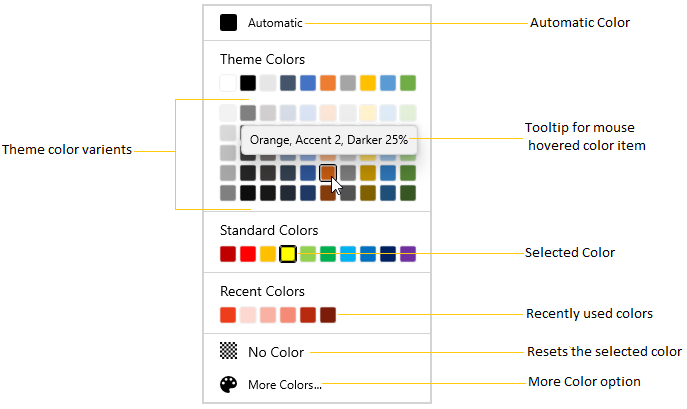 Automatic
Automatic Color
Theme Colors
Orange, Accent 2, Darker 25%
Tooltip for mouse
hovered color item
Theme color varients
Standard Colors
Selected Color
Recent Colors
Recently used colors
No Color
Resets the selected color
More Colors...
More Color option